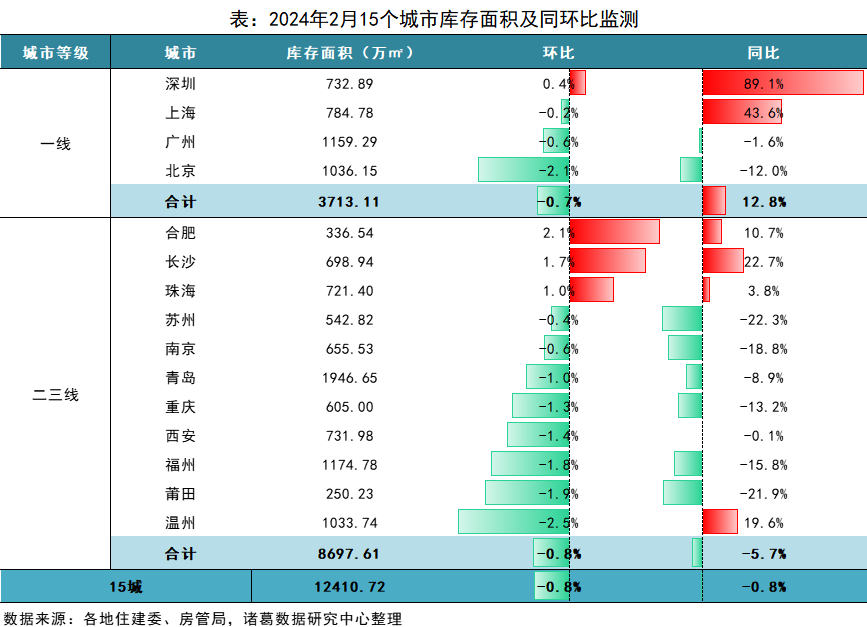 表：2024年2月15个城市库存面积及同环比监测
城市等级 城市 库存面积（万㎡） 环比 同比
深圳 732.89 0.4% 89.1%
上海 784.78 -0.2% 43.6%
一线
广州 1159.29 -0.6% -1.6%
北京 1036.15 -2.1% -12.0%
合计 3713.11 -0.7% 12.8%
合肥 336.54 2.1% 10.7%
长沙 698.94 1.7% 22.7%
珠海 721.40 1.0% 3.8%
苏州 542.82 -0.4% -22.3%
南京 655.53 -0.6% -18.8%
青岛 1946.65 -1.0% -8.9%
二三线
重庆 605.00 -1.3% -13.2%
西安 731.98 -1.4% -0.1%
福州 1174.78 -1.8% -15.8%
莆田 250.23 -1.9% -21.9%
温州 1033.74 -2.5% 19.6%
合计 8697.61 -0.8% -5.7%
15城 12410.72 -0.8% -0.8%
数据来源：各地住建委、房管局，诸葛数据研究中心整理